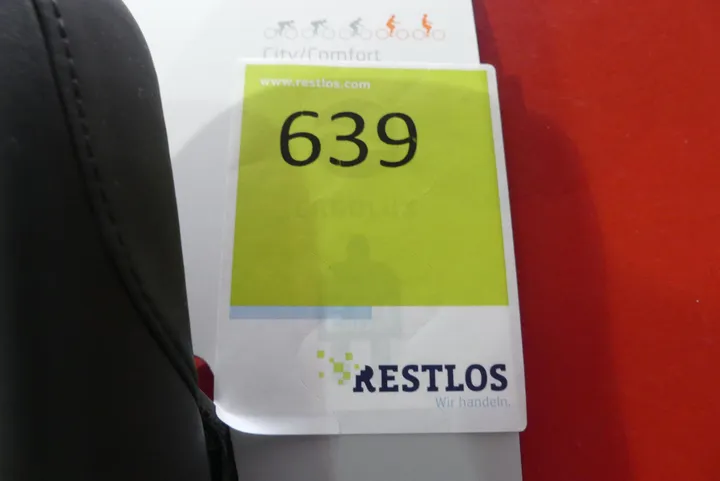 City/Comfort
www.restlos.com
639
RESTLOS
Wir handeln.